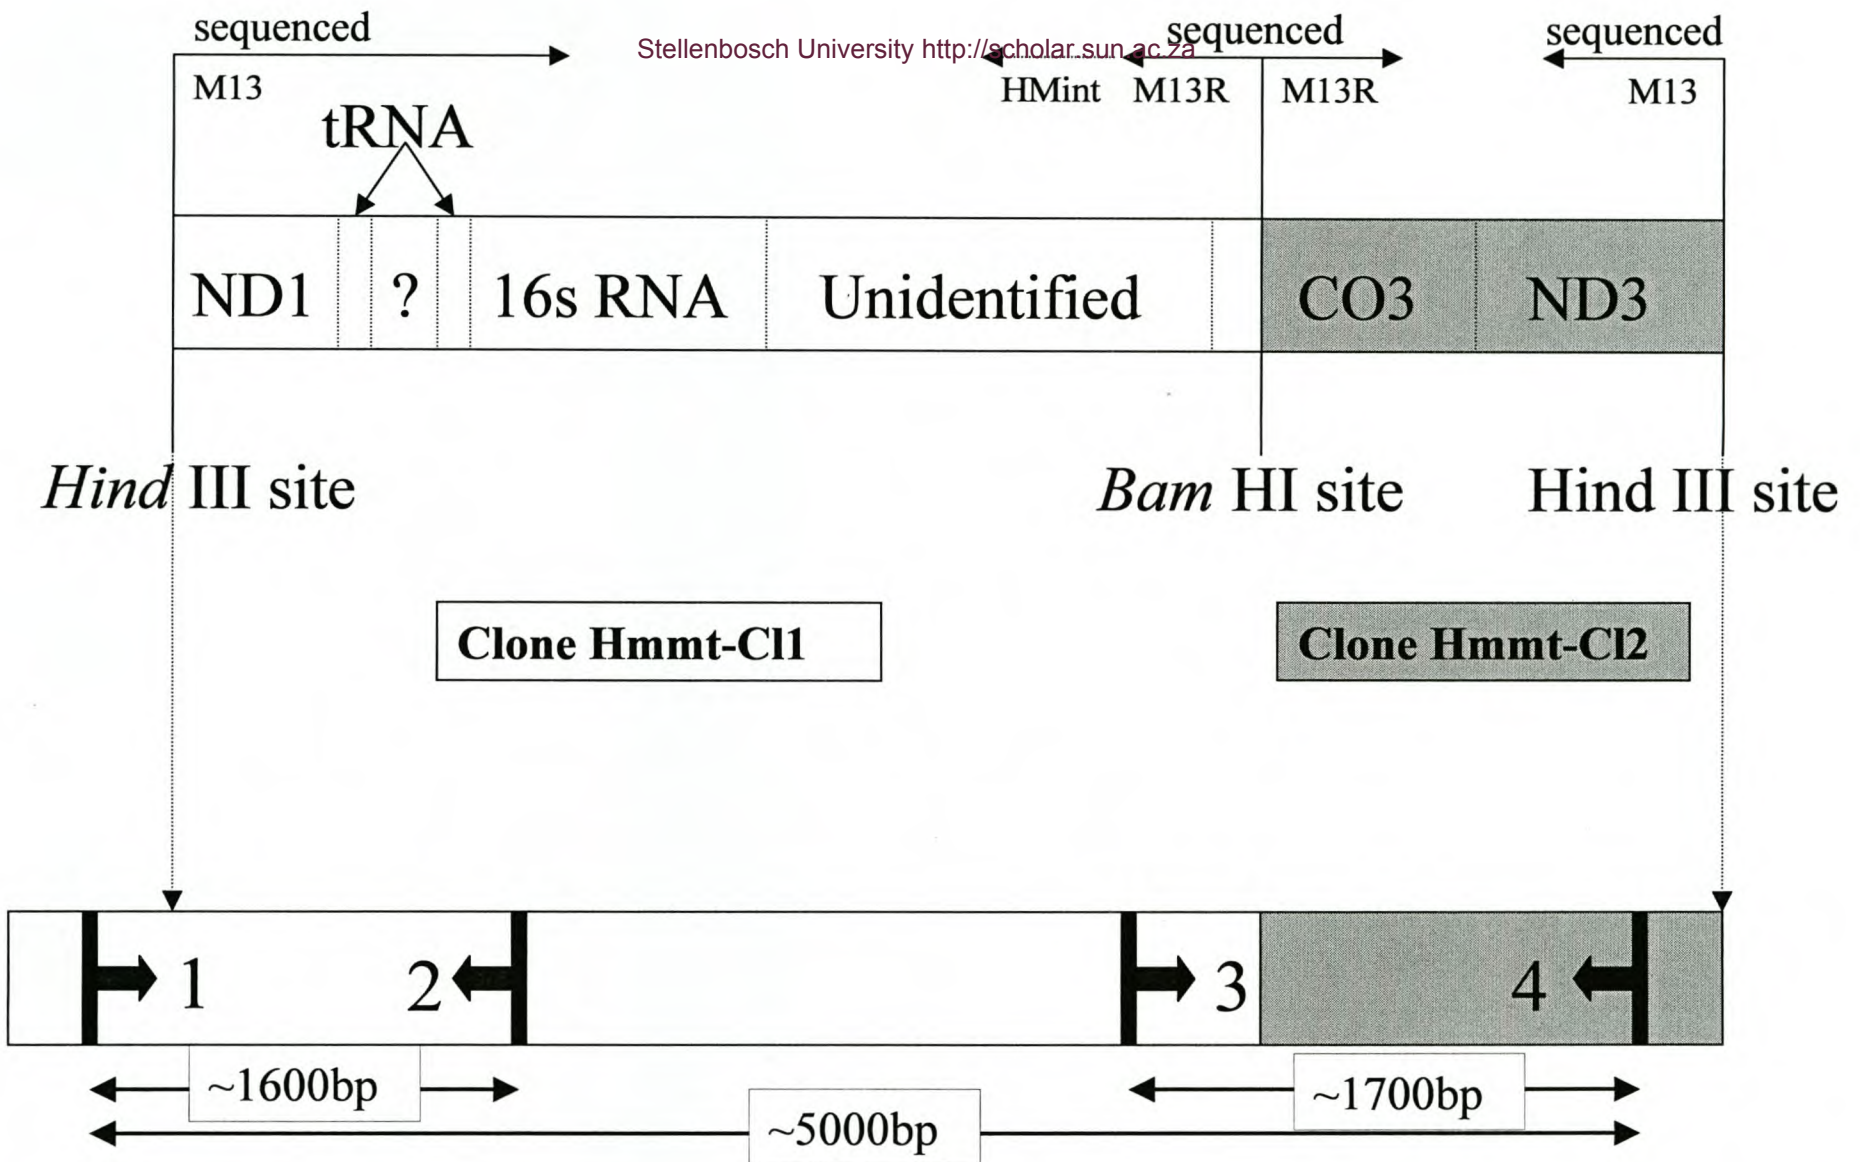 sequenced
Stellenbosch University http://scholar.sun.ac.za
sequenced
sequenced
M13
HMint M13R M13R
M13
tRNA
ND1 ? 16s RNA Unidentified CO3 ND3
Hind III site
Bam HI site
Hind III site
Clone Hmmt-Cl1
Clone Hmmt-Cl2
1 2 3 4
~1600bp
~1700bp
~5000bp